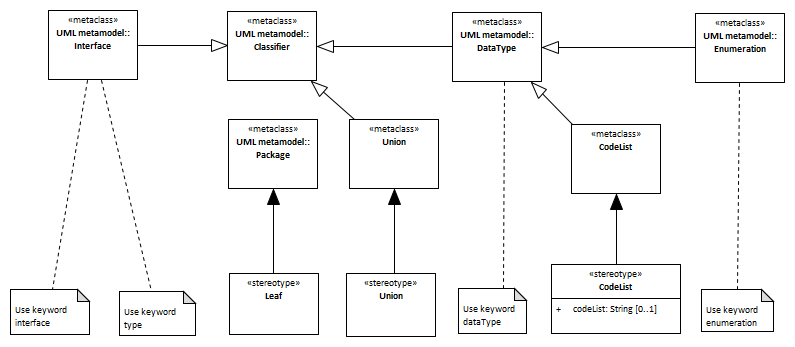 «metaclass»
UML metamodel::
Interface
«metaclass»
UML metamodel::
Classifier
«metaclass»
UML metamodel::
DataType
«metaclass»
UML metamodel::
Enumeration
«metaclass»
UML metamodel::
Package
«metaclass»
Union
«metaclass»
CodeList
«stereotype»
Leaf
«stereotype»
Union
«stereotype»
CodeList
+ codeList: String [0..1]
Use keyword
interface
Use keyword
type
Use keyword
dataType
Use keyword
enumeration